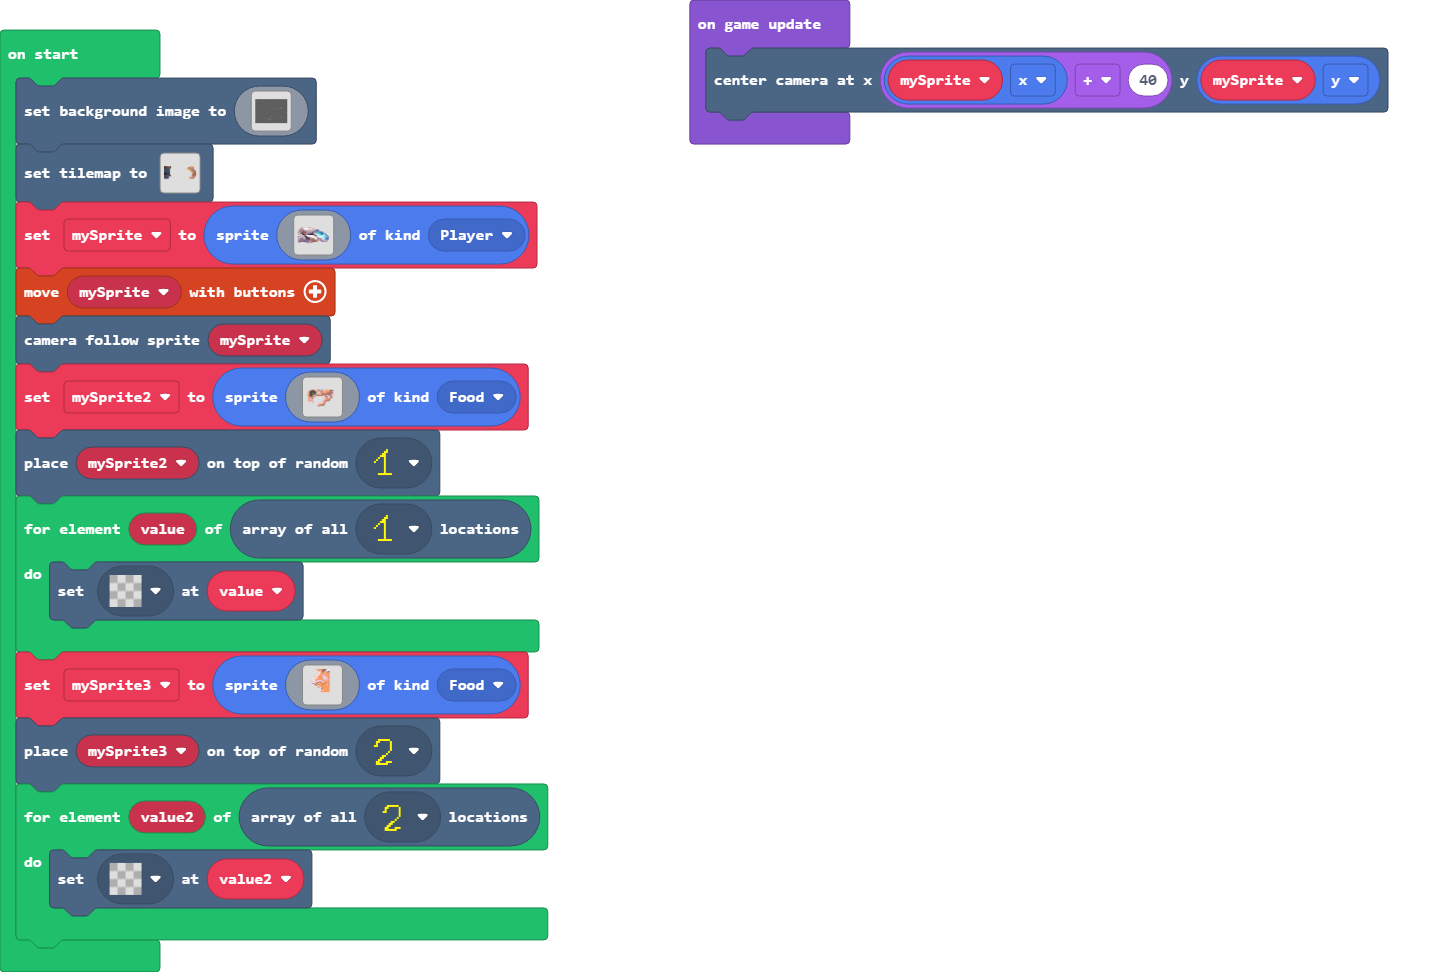 on start
set background image to
set tilemap to
set mySprite to sprite of kind Player
move mySprite with buttons
camera follow sprite mySprite
set mySprite2 to sprite of kind Food
place mySprite2 on top of random 1
for element value of array of all 1 locations
do
set at value
set mySprite3 to sprite of kind Food
place mySprite3 on top of random 2
for element value2 of array of all 2 locations
do
set at value2
on game update
center camera at x mySprite x + 40 y mySprite y